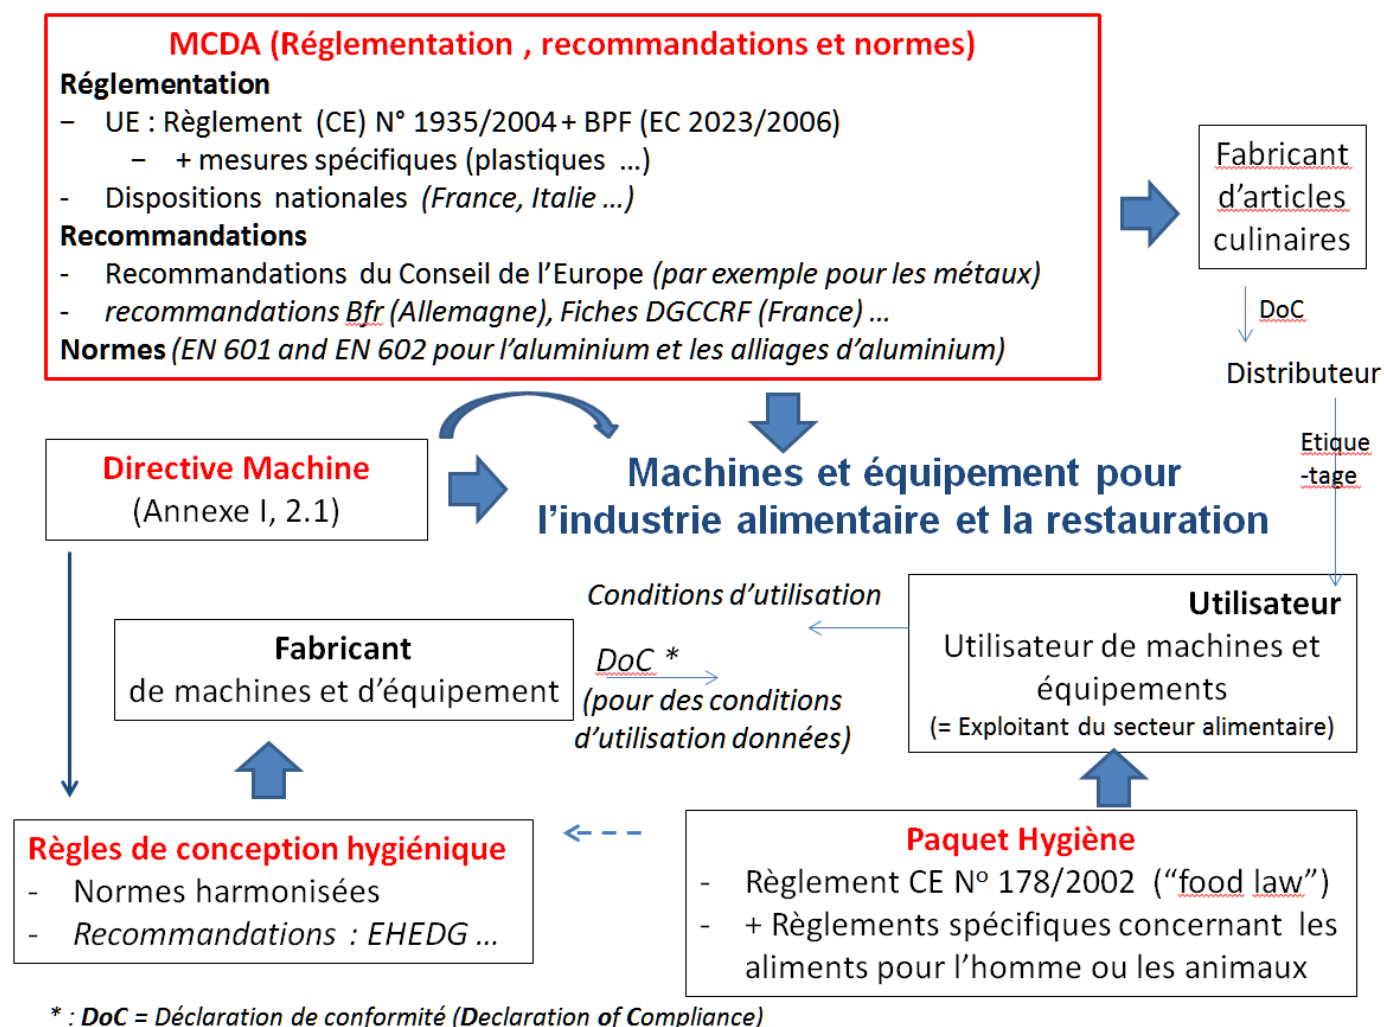 MCDA (Réglementation , recommandations et normes)
Réglementation
− UE : Règlement (CE) N° 1935/2004 + BPF (EC 2023/2006)
− + mesures spécifiques (plastiques ...)
- Dispositions nationales (France, Italie ...)
Recommandations
- Recommandations du Conseil de l’Europe (par exemple pour les métaux)
- recommandations Bfr (Allemagne), Fiches DGCCRF (France) ...
Normes (EN 601 and EN 602 pour l’aluminium et les alliages d’aluminium)
Fabricant
d’articles
culinaires
DoC
Distributeur
Etique
-tage
Directive Machine
(Annexe I, 2.1)
Machines et équipement pour
l’industrie alimentaire et la restauration
Conditions d’utilisation
Fabricant
de machines et d’équipement
DoC *
(pour des conditions
d’utilisation données)
Utilisateur
Utilisateur de machines et
équipements
(= Exploitant du secteur alimentaire)
Règles de conception hygiénique
- Normes harmonisées
- Recommandations : EHEDG ...
Paquet Hygiène
- Règlement CE Nº 178/2002 (“food law”)
- + Règlements spécifiques concernant les
aliments pour l’homme ou les animaux
* : DoC = Déclaration de conformité (Declaration of Compliance)